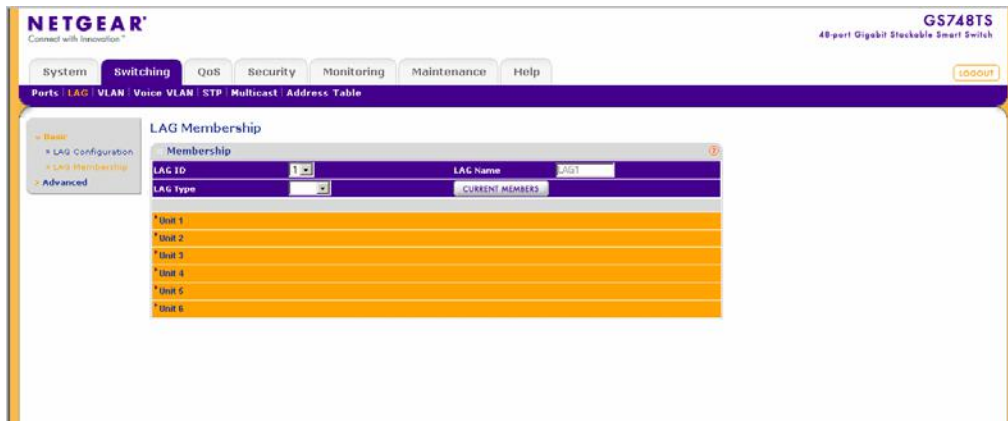 NETGEAR
Connect with Innovation™
GS748TS
48-port Gigabit Stackable Smart Switch
System Switching QoS Security Monitoring Maintenance Help
LOGOUT
Ports LAG VLAN Voice VLAN STP Multicast Address Table
Basic
LAG Configuration
LAG Membership
Advanced
LAG Membership
Membership
LAG ID 1 LAG Name LAG1
LAG Type CURRENT MEMBERS
Unit 1
Unit 2
Unit 3
Unit 4
Unit 5
Unit 6